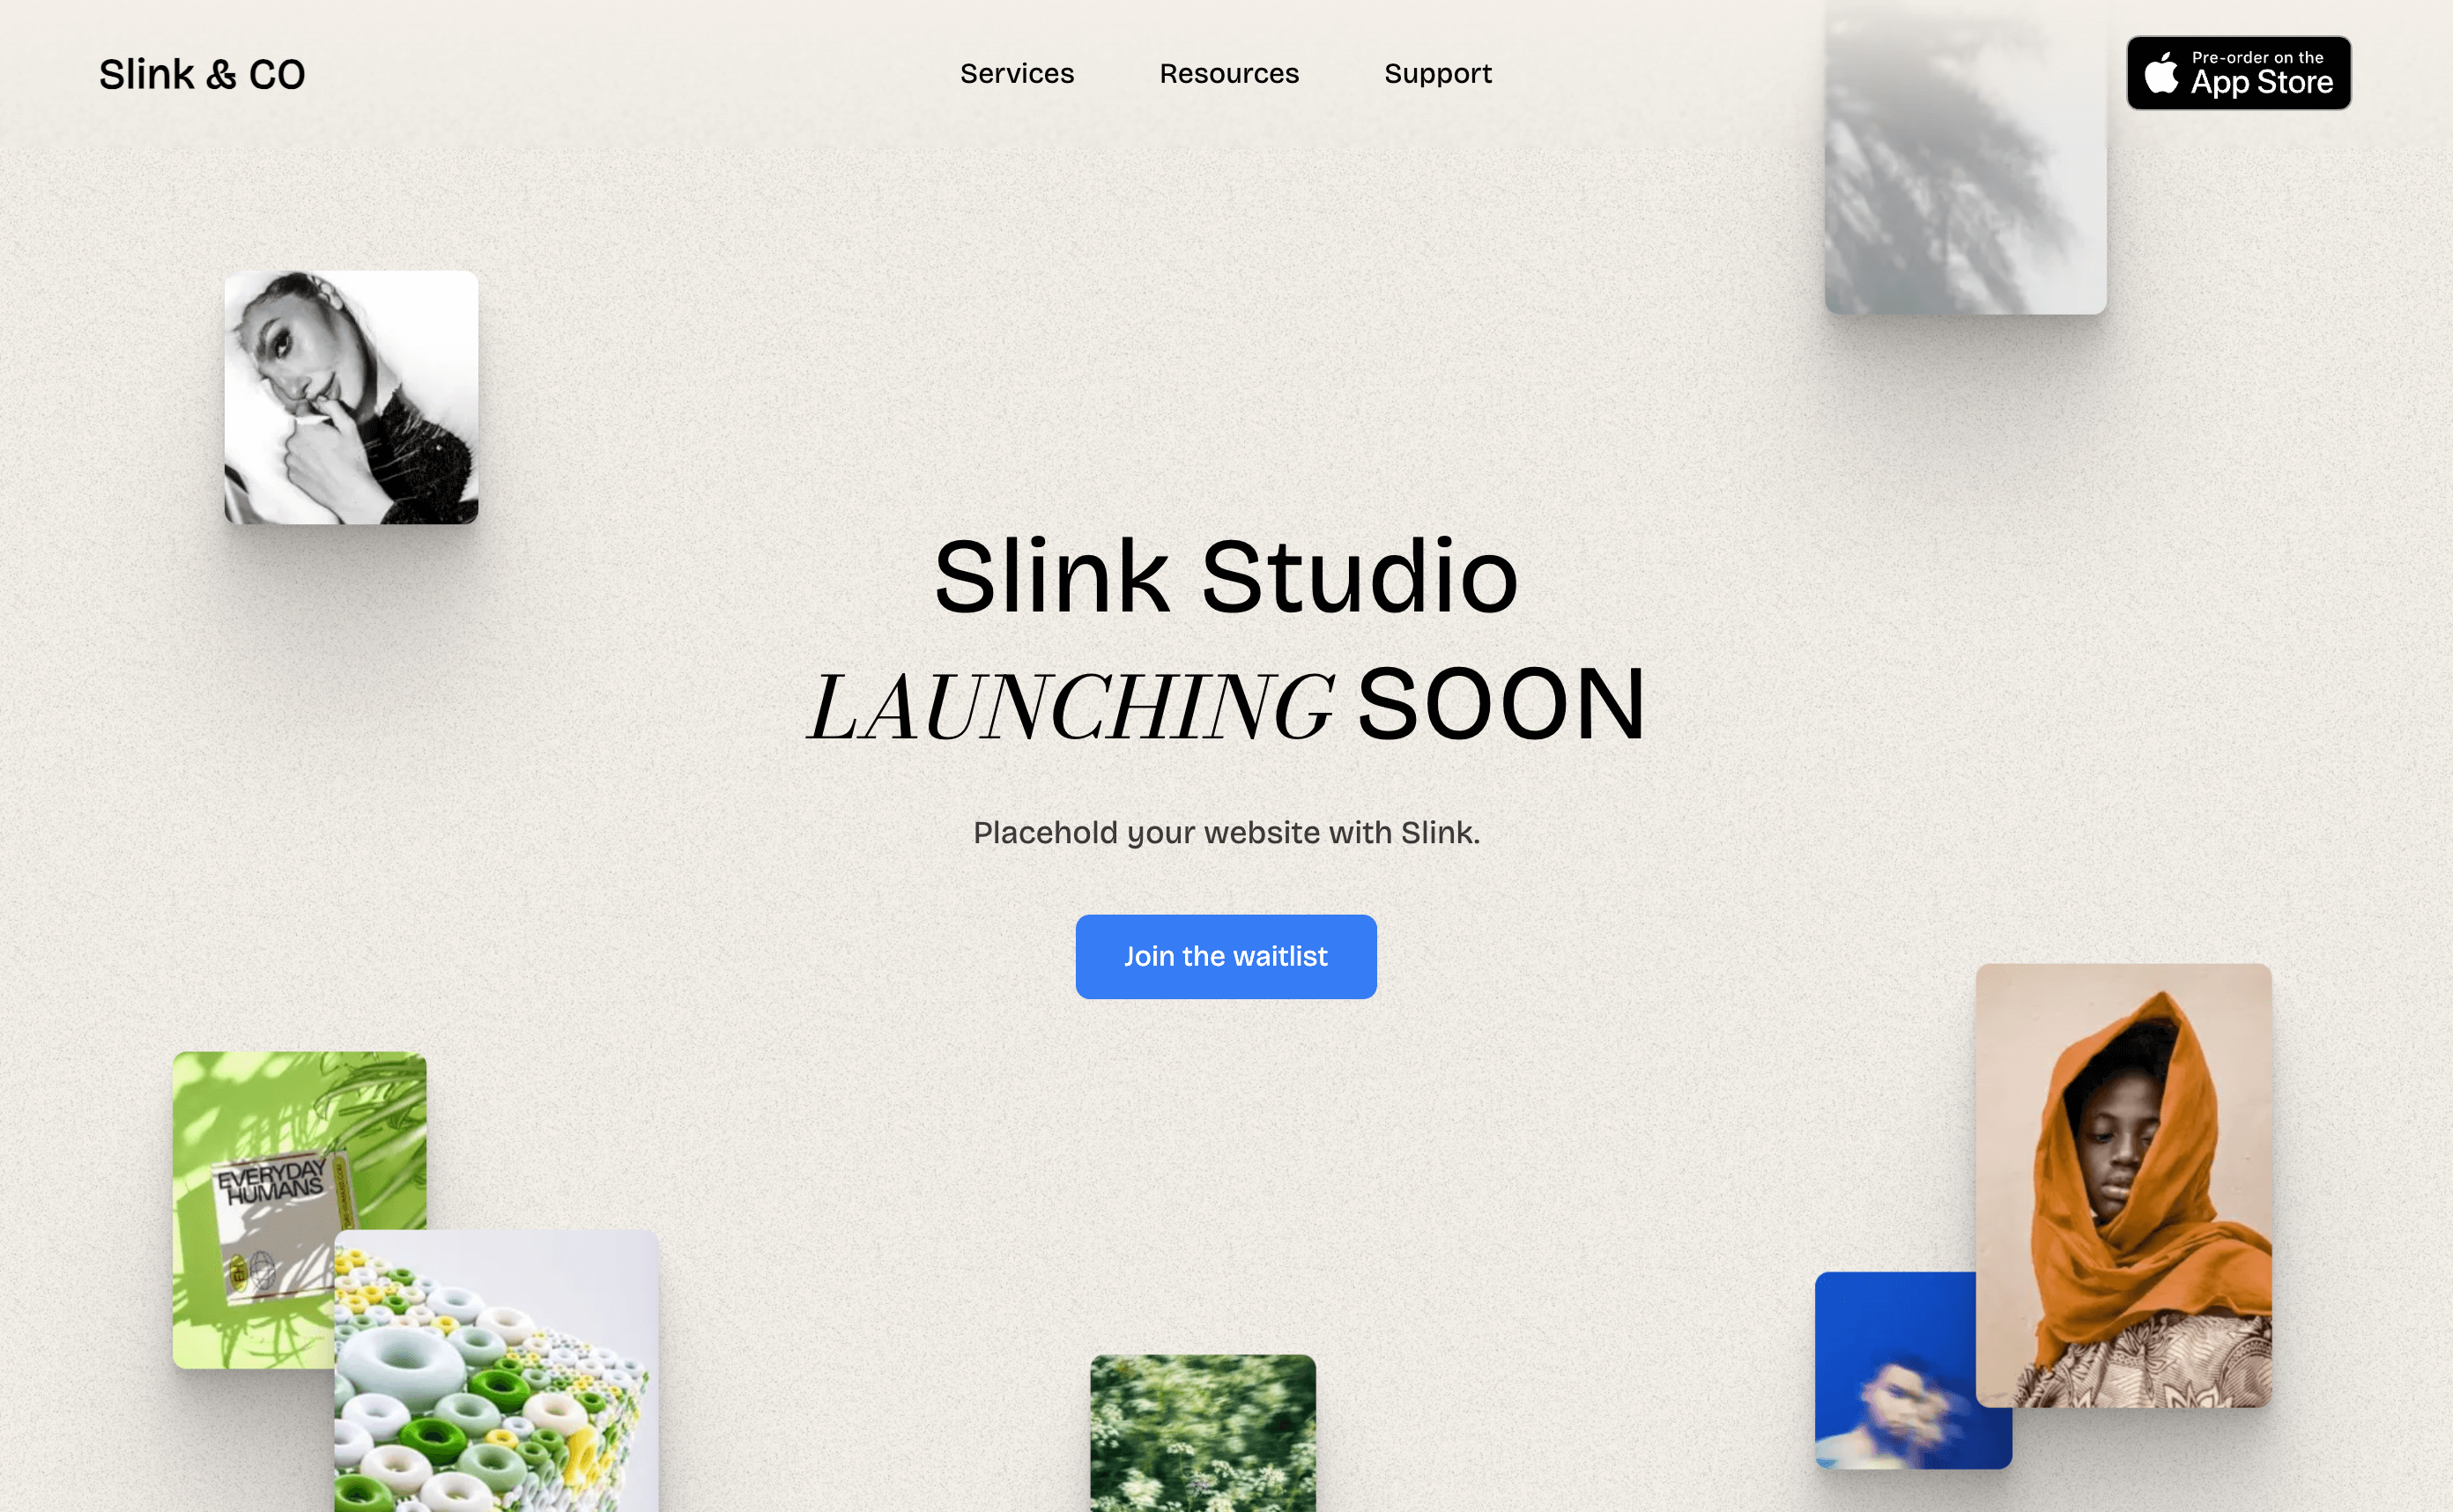 Slink & CO
Services
Resources
Support
Pre-order on the
App Store
Slink Studio
LAUNCHING SOON
Placehold your website with Slink.
Join the waitlist
EVERYDAY
HUMANS